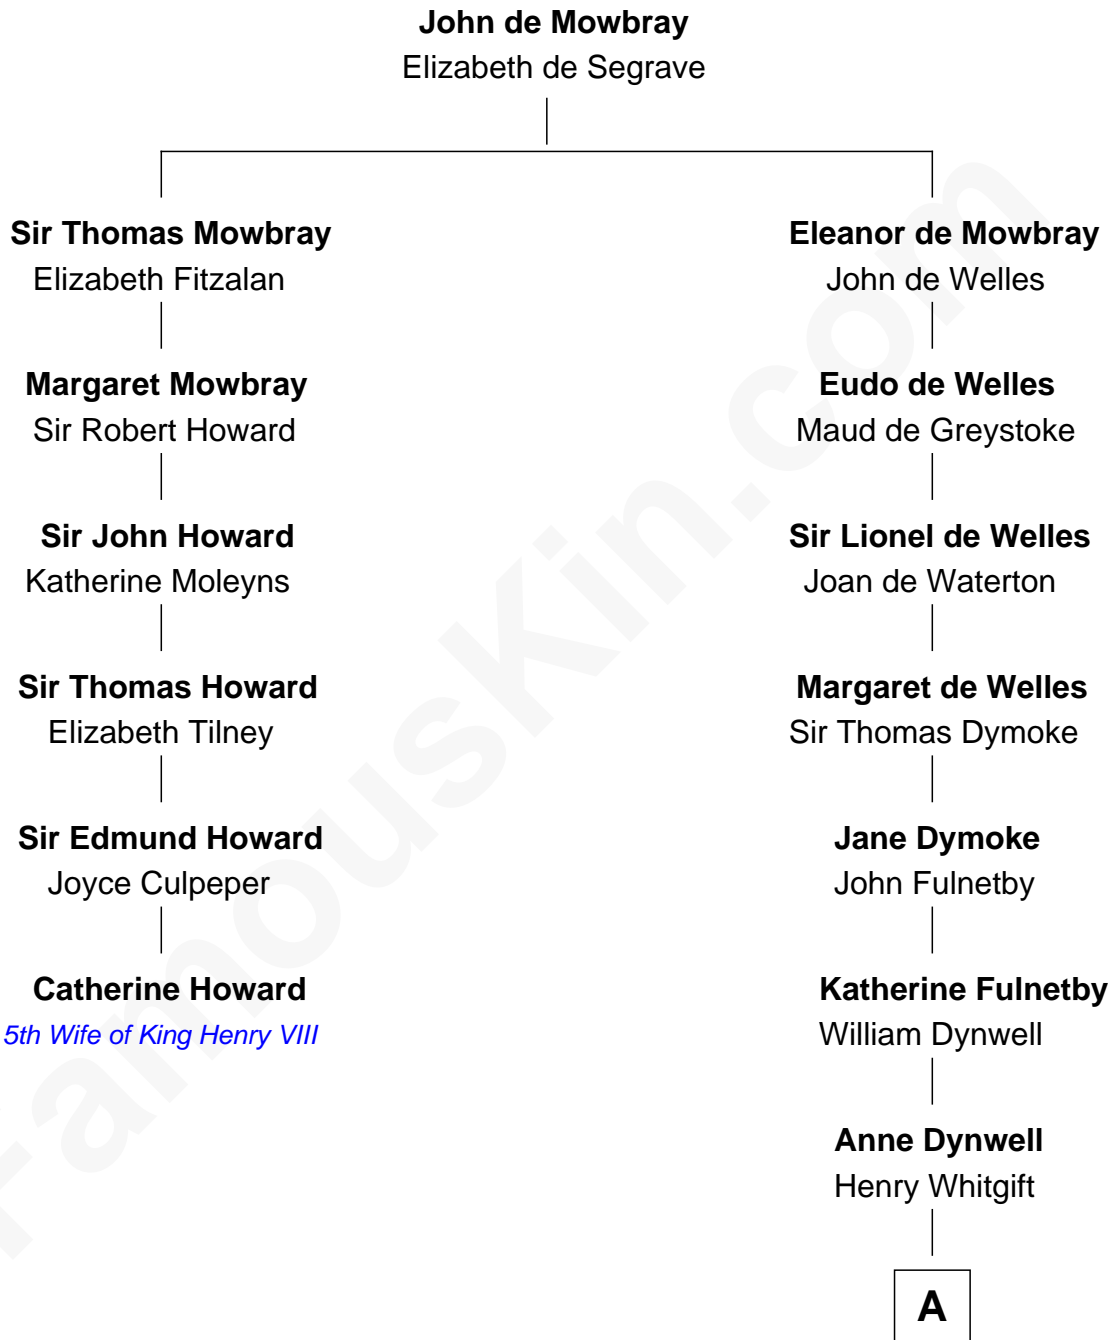 John de Mowbray
Elizabeth de Segrave
Sir Thomas Mowbray
Elizabeth Fitzalan
Eleanor de Mowbray
John de Welles
Margaret Mowbray
Sir Robert Howard
Eudo de Welles
Maud de Greystoke
Sir John Howard
Katherine Moleyns
Sir Lionel de Welles
Joan de Waterton
Sir Thomas Howard
Elizabeth Tilney
Margaret de Welles
Sir Thomas Dymoke
Sir Edmund Howard
Joyce Culpeper
Jane Dymoke
John Fulnetby
Catherine Howard
5th Wife of King Henry VIII
Katherine Fulnetby
William Dynwell
Anne Dynwell
Henry Whitgift
A
FamousKin.com